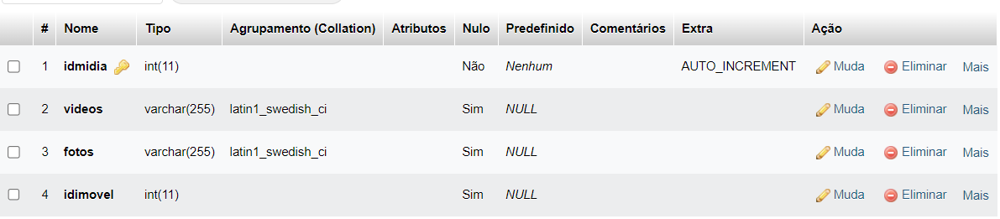 # Nome Tipo Agrupamento (Collation) Atributos Nulo Predefinido Comentários Extra Ação
1 idmidia int(11) Não Nenhum AUTO_INCREMENT Muda Eliminar Mais
2 videos varchar(255) latin1_swedish_ci Sim NULL Muda Eliminar Mais
3 fotos varchar(255) latin1_swedish_ci Sim NULL Muda Eliminar Mais
4 idimovel int(11) Sim NULL Muda Eliminar Mais